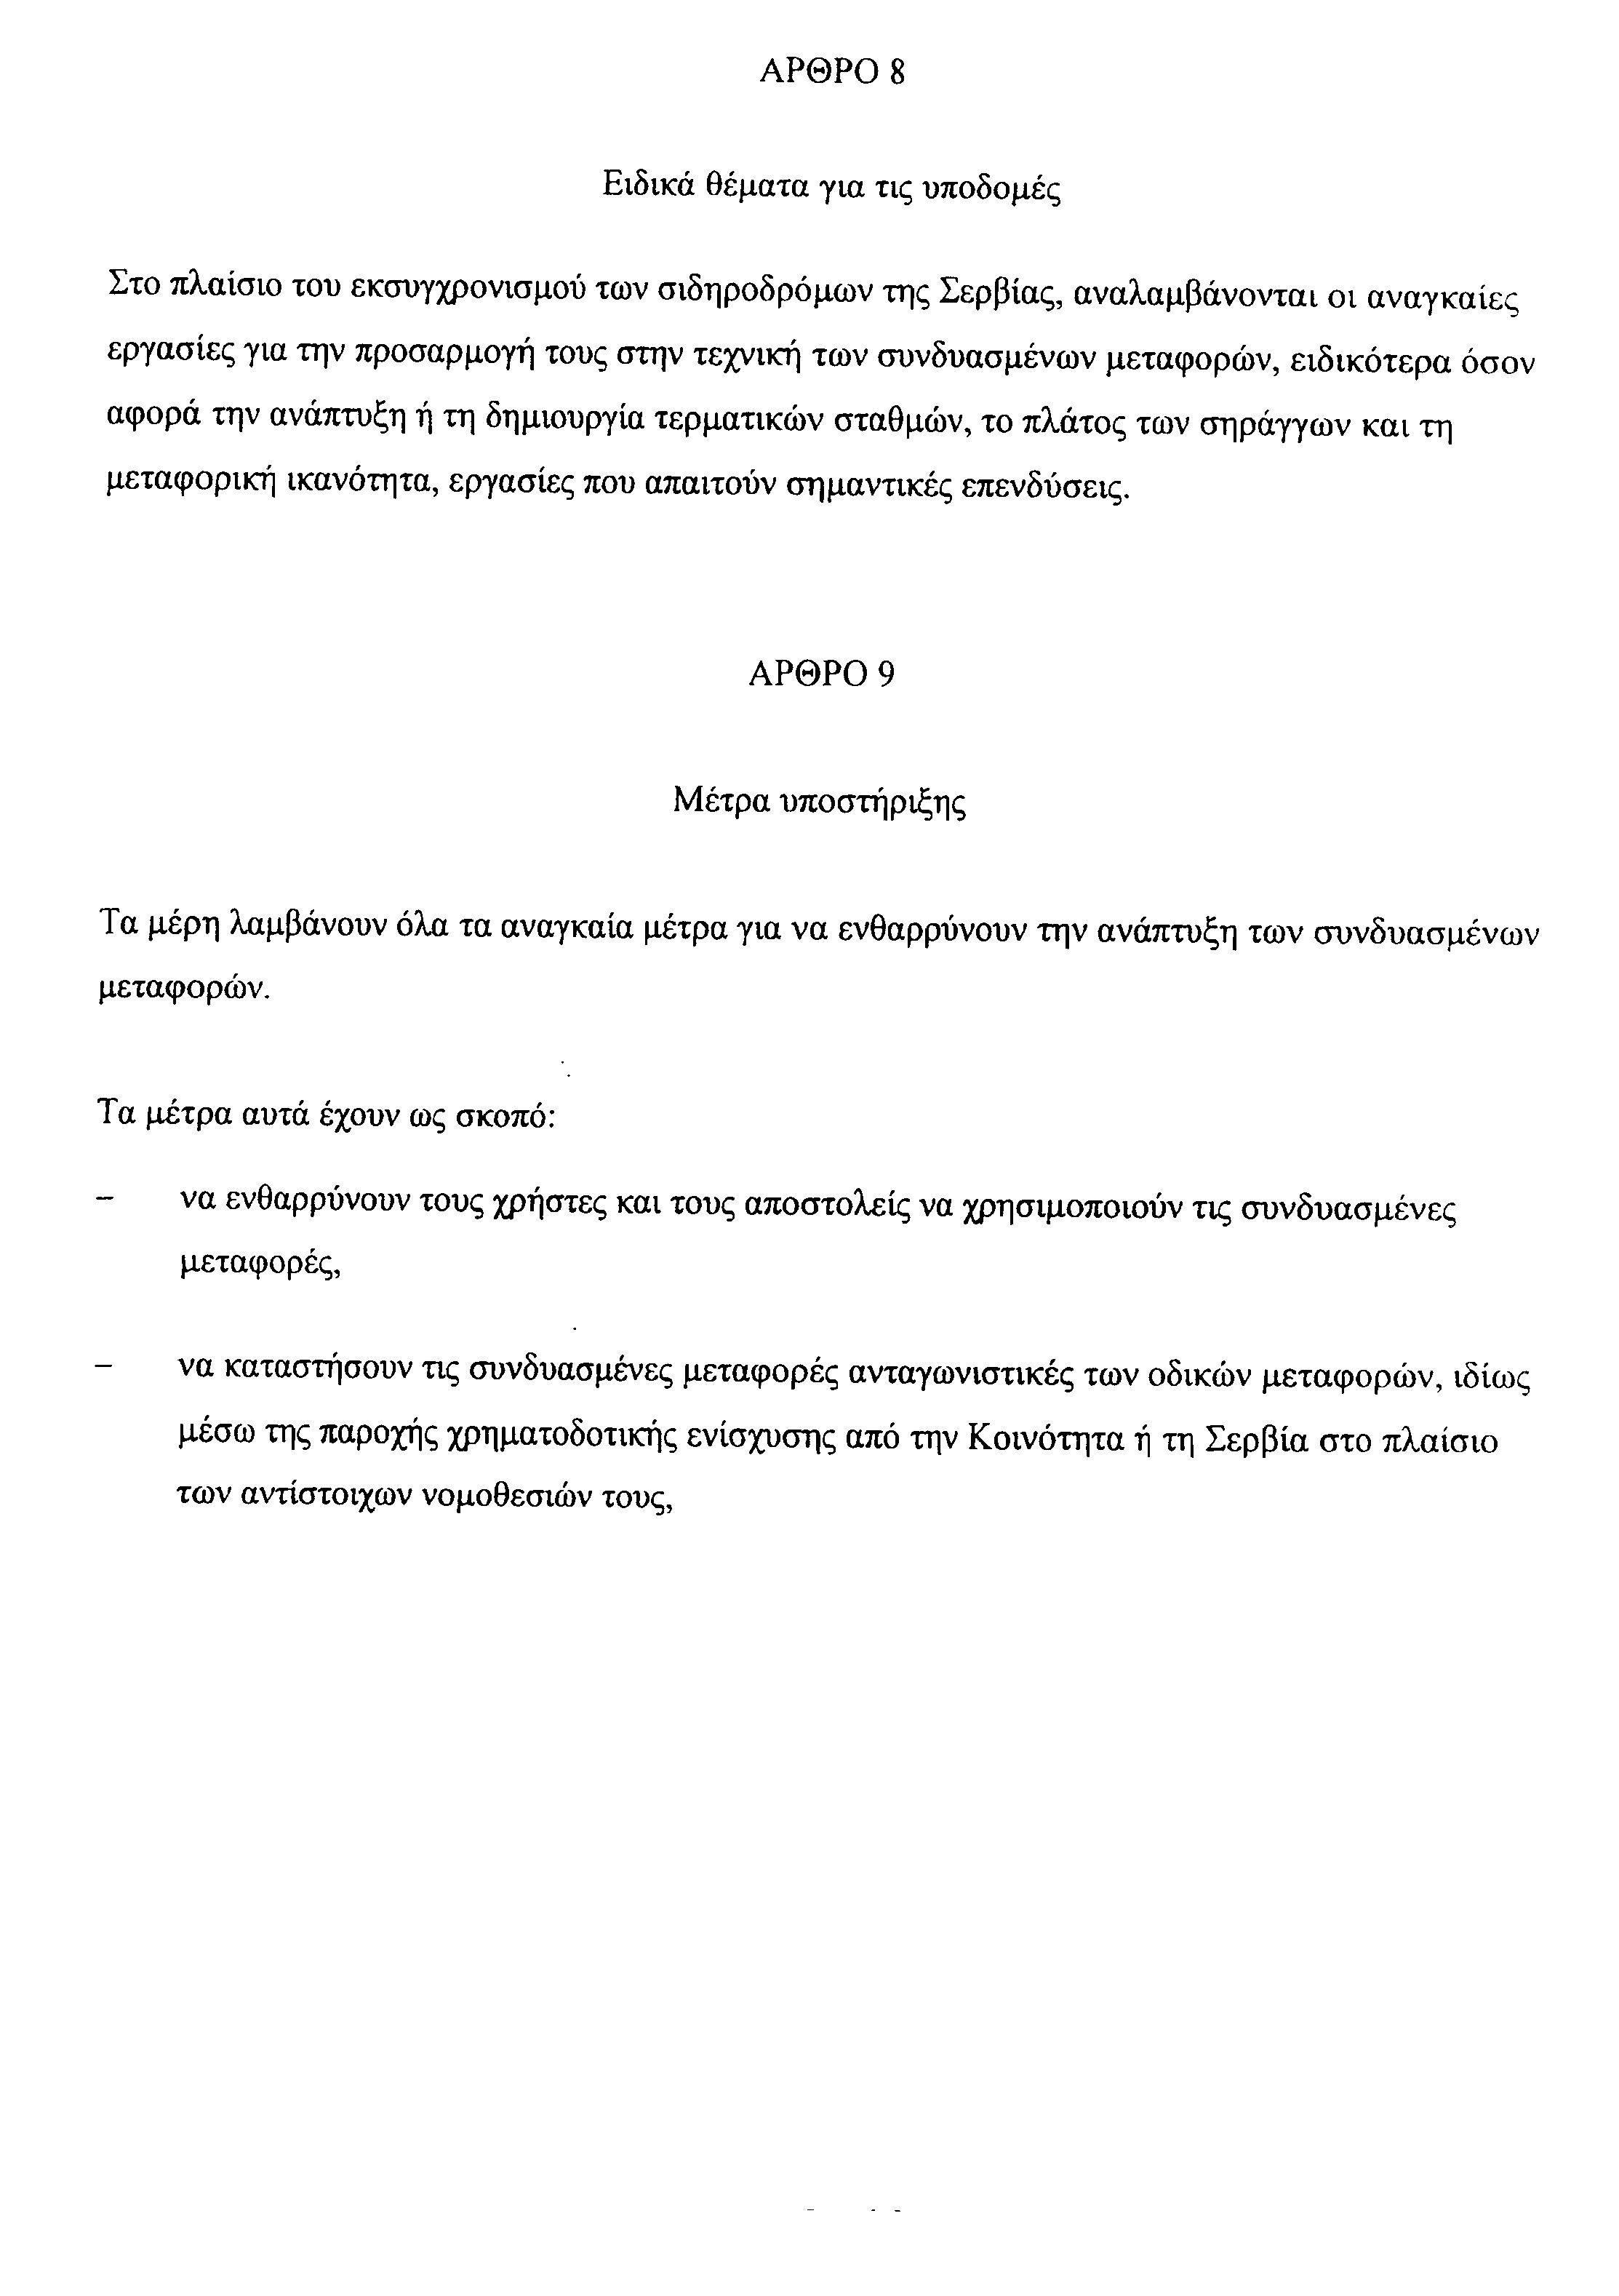 ΑΡΘΡΟ 8
Ειδικά θέματα για τις υποδομές
Στο πλαίσιο του εκσυγχρονισμού των σιδηροδρόμων της Σερβίας, αναλαμβάνονται οι αναγκαίες
εργασίες για την προσαρμογή τους στην τεχνική των συνδυασμένων μεταφορών, ειδικότερα όσον
αφορά την ανάπτυξη ή τη δημιουργία τερματικών σταθμών, το πλάτος των σηράγγων και τη
μεταφορική ικανότητα, εργασίες που απαιτούν σημαντικές επενδύσεις.
ΑΡΘΡΟ 9
Μέτρα υποστήριξης
Τα μέρη λαμβάνουν όλα τα αναγκαία μέτρα για να ενθαρρύνουν την ανάπτυξη των συνδυασμένων
μεταφορών.
Τα μέτρα αυτά έχουν ως σκοπό:
– να ενθαρρύνουν τους χρήστες και τους αποστολείς να χρησιμοποιούν τις συνδυασμένες
μεταφορές,
– να καταστήσουν τις συνδυασμένες μεταφορές ανταγωνιστικές των οδικών μεταφορών, ιδίως
μέσω της παροχής χρηματοδοτικής ενίσχυσης από την Κοινότητα ή τη Σερβία στο πλαίσιο
των αντίστοιχων νομοθεσιών τους,